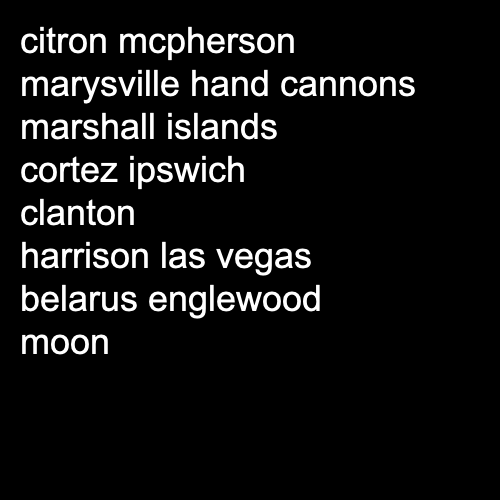 citron mcpherson
marysville hand cannons
marshall islands
cortez ipswich
clanton
harrison las vegas
belarus englewood
moon